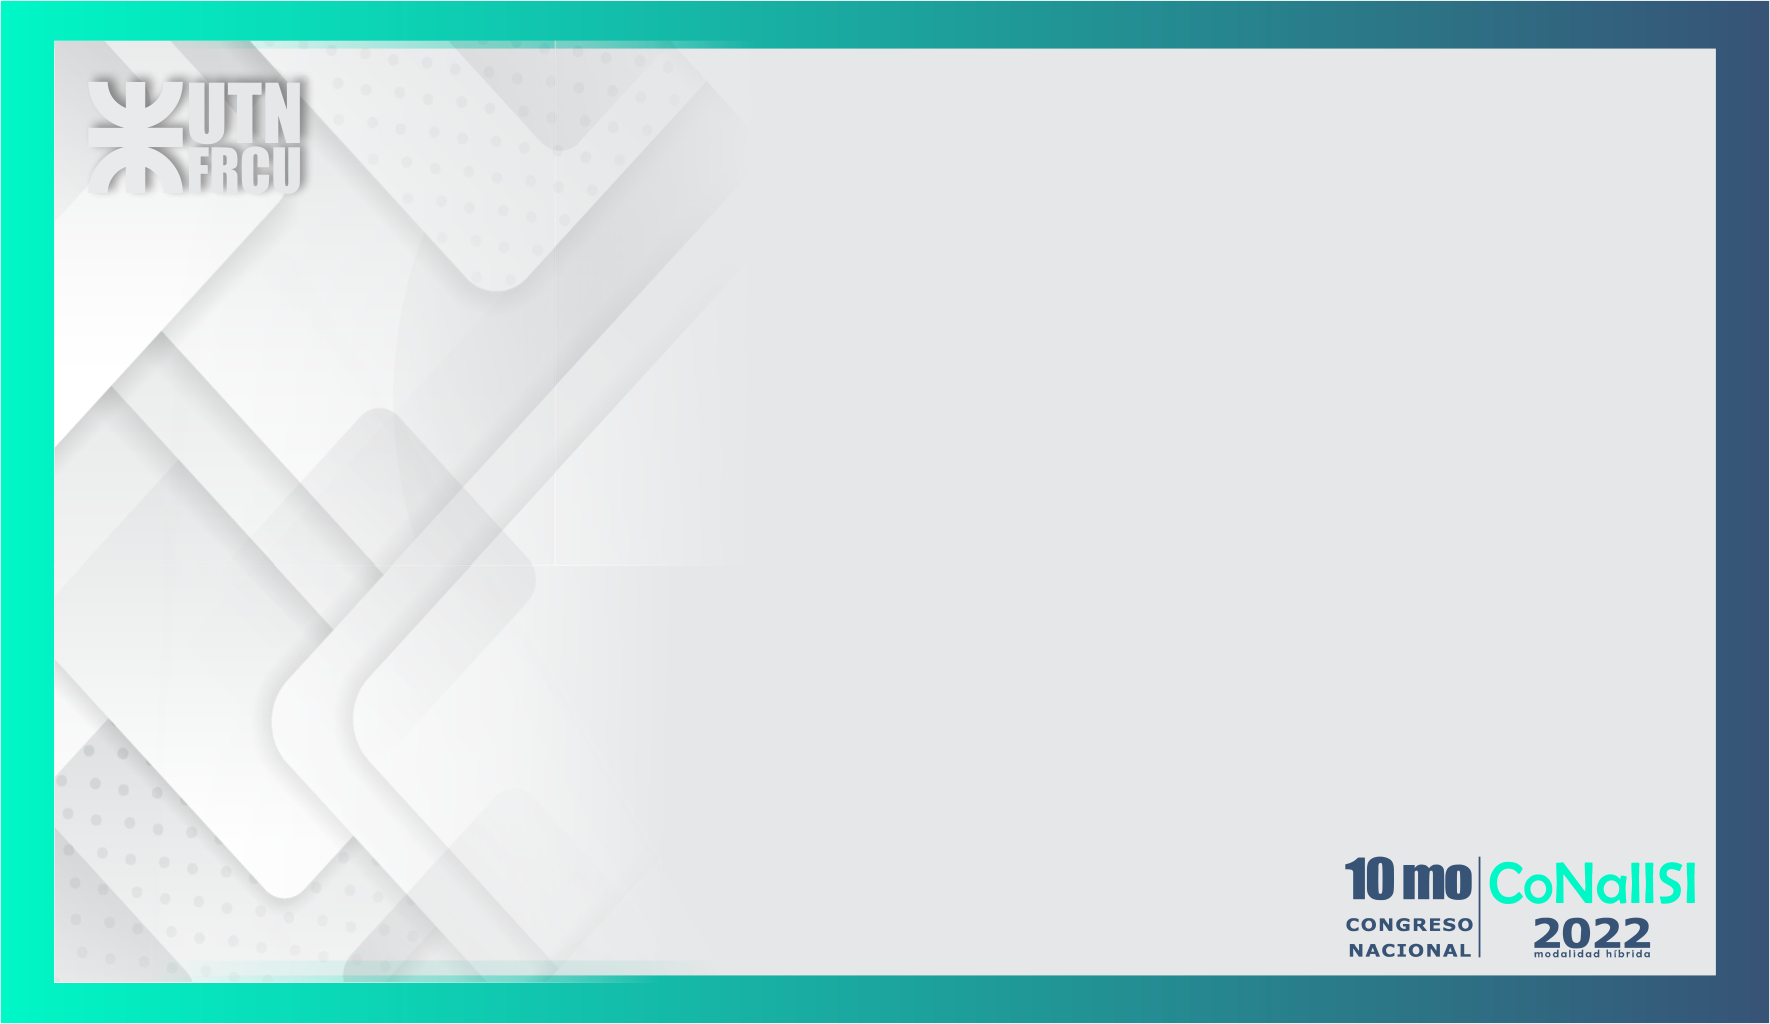 UTN
FRCU
10 mo
CONGRESO
NACIONAL
CoNaIISI
2022
modalidad híbrida